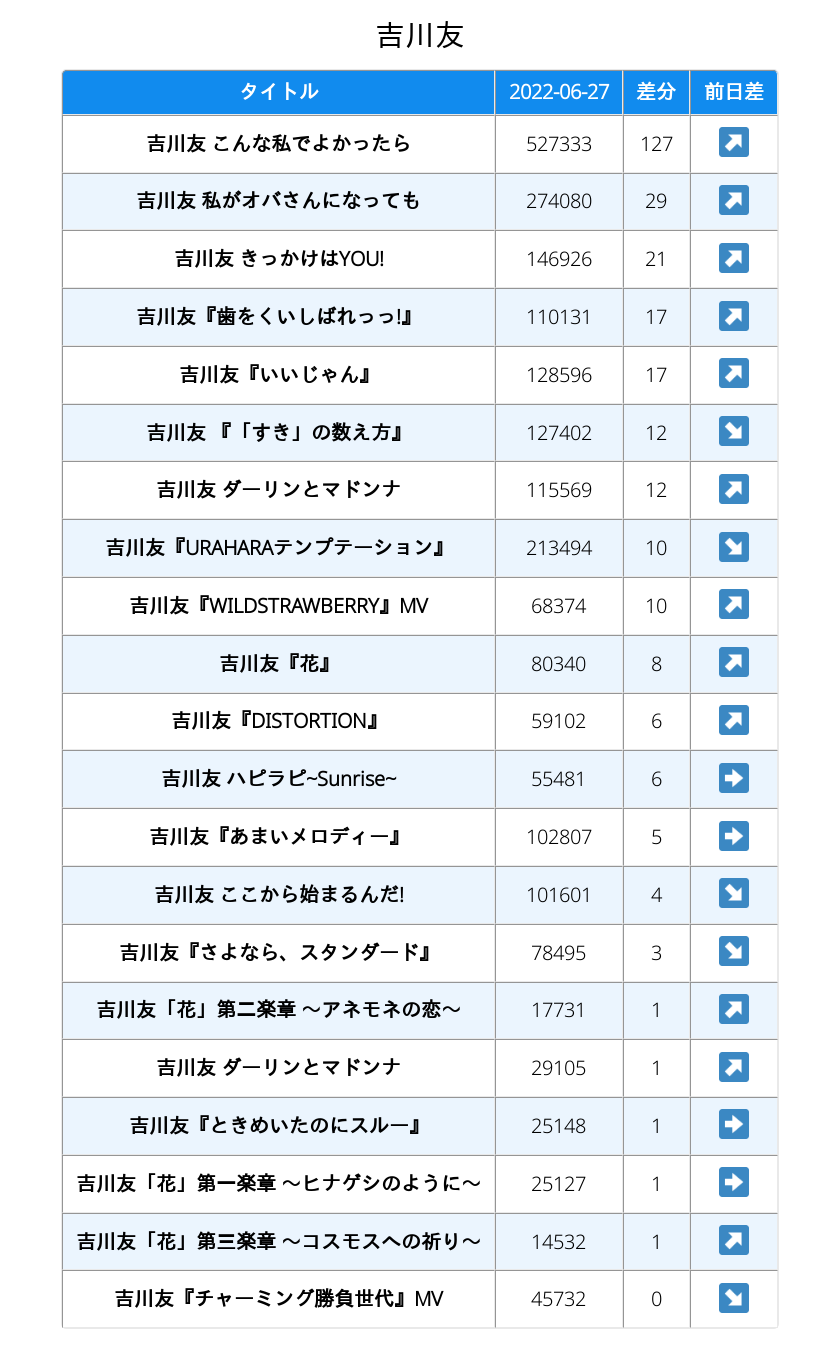 吉川友
タイトル 2022-06-27 差分 前日差
吉川友 こんな私でよかったら 527333 127 ↗
吉川友 私がオバさんになっても 274080 29 ↗
吉川友 きっかけはYOU! 146926 21 ↗
吉川友『歯をくいしばれっっ!』 110131 17 ↗
吉川友『いいじゃん』 128596 17 ↗
吉川友 『「すき」の数え方』 127402 12 ↘
吉川友 ダーリンとマドンナ 115569 12 ↗
吉川友『URAHARAテンプテーション』 213494 10 ↘
吉川友『WILDSTRAWBERRY』MV 68374 10 ↗
吉川友『花』 80340 8 ↗
吉川友『DISTORTION』 59102 6 ↗
吉川友 ハピラピ~Sunrise~ 55481 6 ➡
吉川友『あまいメロディー』 102807 5 ➡
吉川友 ここから始まるんだ! 101601 4 ↘
吉川友『さよなら、スタンダード』 78495 3 ↘
吉川友「花」第二楽章 〜アネモネの恋〜 17731 1 ↗
吉川友 ダーリンとマドンナ 29105 1 ↗
吉川友『ときめいたのにスルー』 25148 1 ➡
吉川友「花」第一楽章 〜ヒナゲシのように〜 25127 1 ➡
吉川友「花」第三楽章 〜コスモスへの祈り〜 14532 1 ↗
吉川友『チャーミング勝負世代』MV 45732 0 ↘